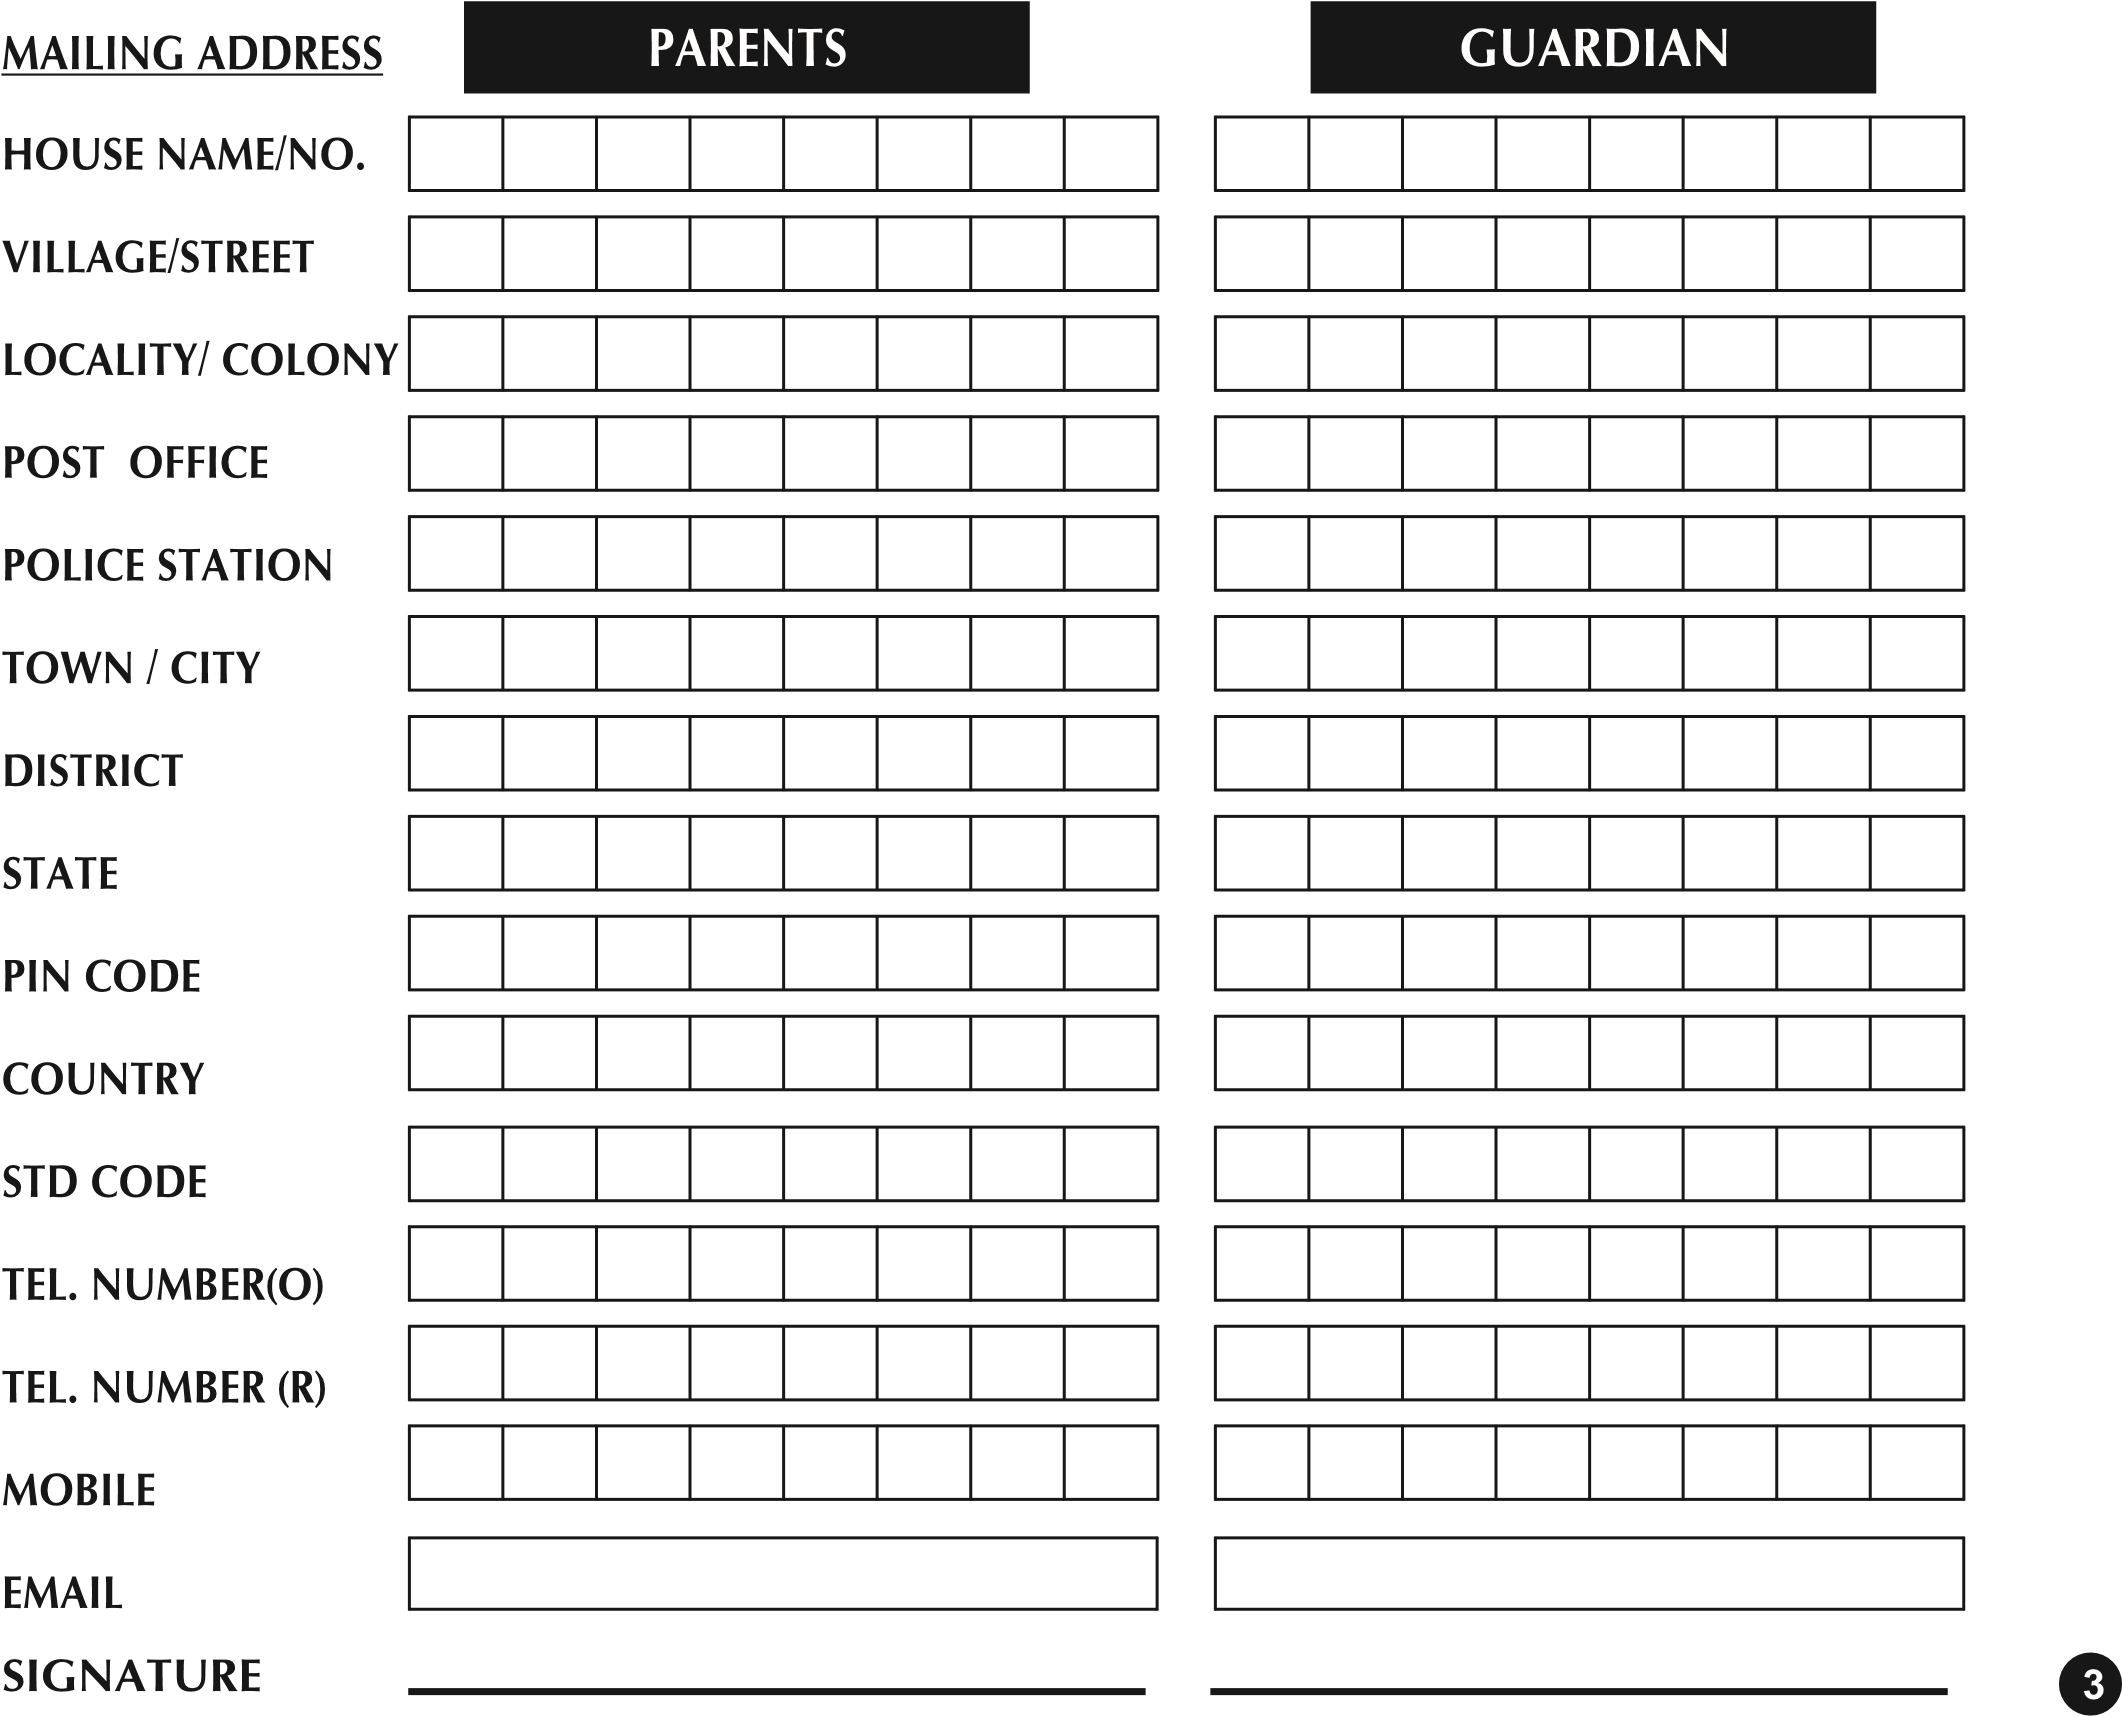 MAILING ADDRESS PARENTS GUARDIAN
HOUSE NAME/NO.
VILLAGE/STREET
LOCALITY/ COLONY
POST OFFICE
POLICE STATION
TOWN / CITY
DISTRICT
STATE
PIN CODE
COUNTRY
STD CODE
TEL. NUMBER(O)
TEL. NUMBER (R)
MOBILE
EMAIL
SIGNATURE
3